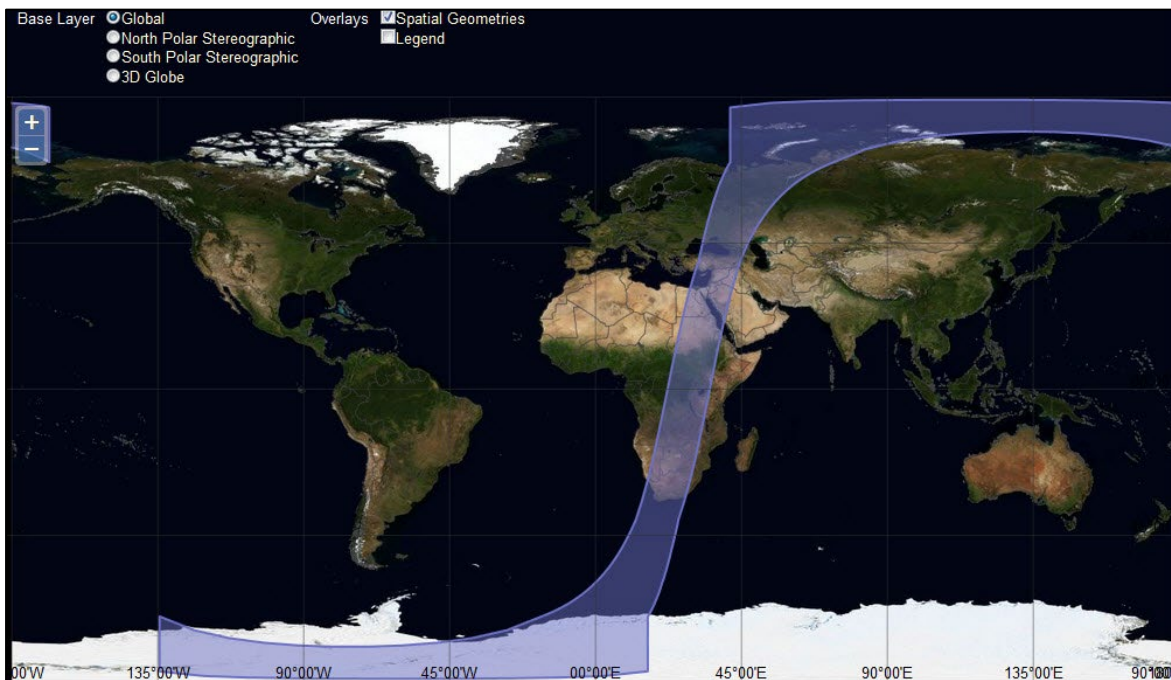 Base Layer Global Overlays Spatial Geometries
North Polar Stereographic Legend
South Polar Stereographic
3D Globe
+
−
00'W 135°00'W 90°00'W 45°00'W 00°00'E 45°00'E 90°00'E 135°00'E